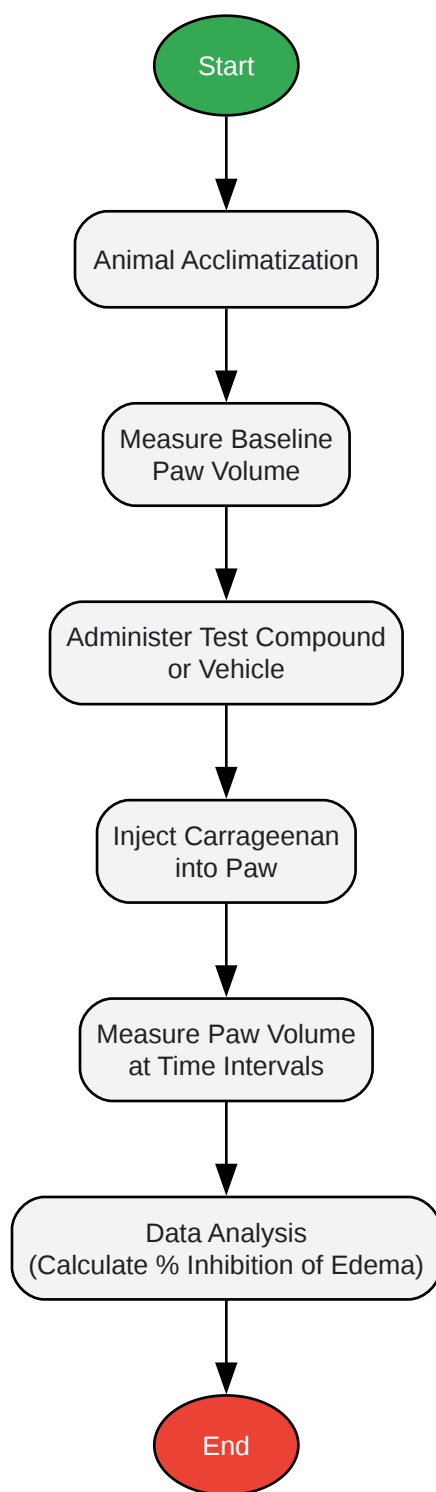 Start
Animal Acclimatization
Measure Baseline
Paw Volume
Administer Test Compound
or Vehicle
Inject Carrageenan
into Paw
Measure Paw Volume
at Time Intervals
Data Analysis
(Calculate % Inhibition of Edema)
End